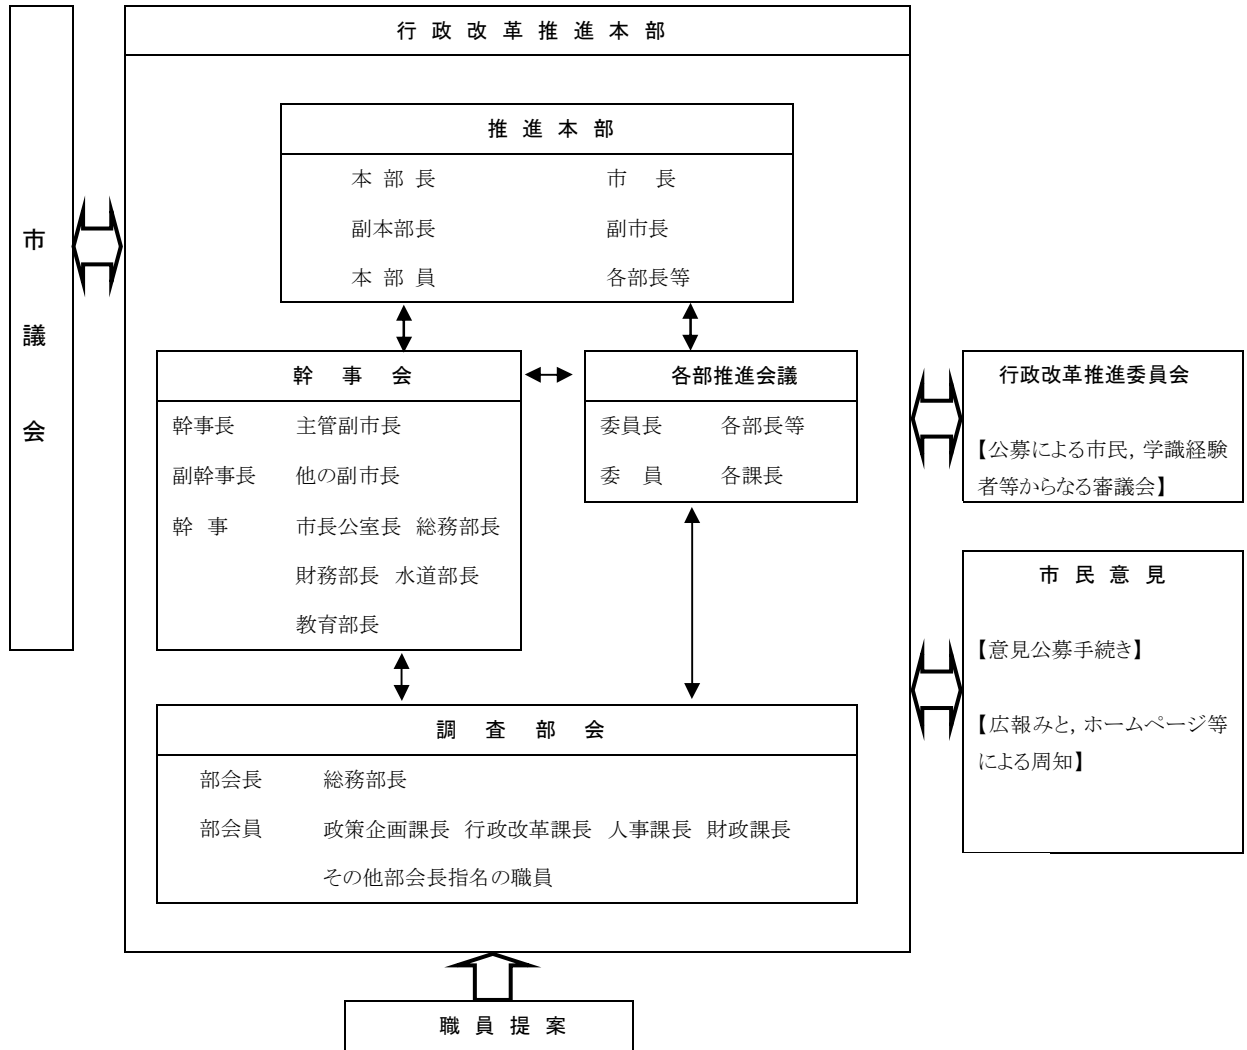 市議会
行政改革推進本部
推進本部
本部長 市長
副本部長 副市長
本部員 各部長等
幹事会
幹事長 主管副市長
副幹事長 他の副市長
幹事 市長公室長 総務部長
財務部長 水道部長
教育部長
各部推進会議
委員長 各部長等
委員 各課長
調査部会
部会長 総務部長
部会員 政策企画課長 行政改革課長 人事課長 財政課長
その他部会長指名の職員
行政改革推進委員会
【公募による市民，学識経験
者等からなる審議会】
市民意見
【意見公募手続き】
【広報みと，ホームページ等
による周知】
職員提案